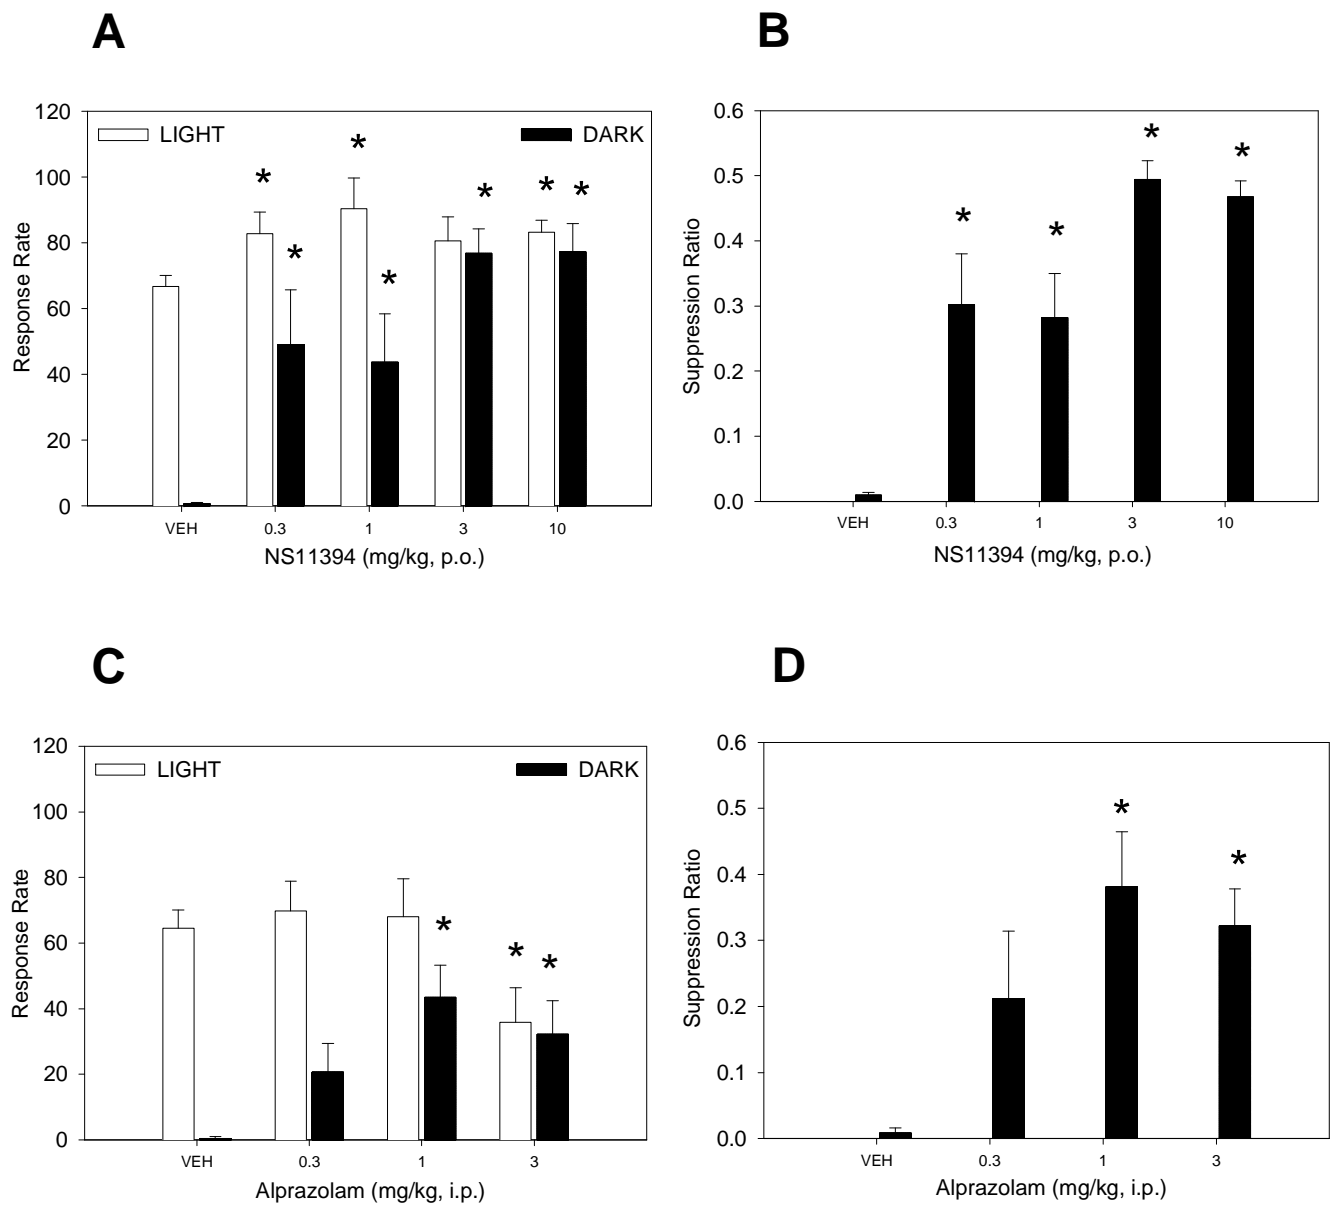 A
B
120
100
80
60
40
20
0
Response Rate
LIGHT
DARK
*
*
*
*
*
*
*
VEH
0.3
1
3
10
NS11394 (mg/kg, p.o.)
0.6
0.5
0.4
0.3
0.2
0.1
0.0
Suppression Ratio
*
*
*
*
VEH
0.3
1
3
10
NS11394 (mg/kg, p.o.)
C
D
120
100
80
60
40
20
0
Response Rate
LIGHT
DARK
*
*
*
VEH
0.3
1
3
Alprazolam (mg/kg, i.p.)
0.6
0.5
0.4
0.3
0.2
0.1
0.0
Suppression Ratio
*
*
VEH
0.3
1
3
Alprazolam (mg/kg, i.p.)